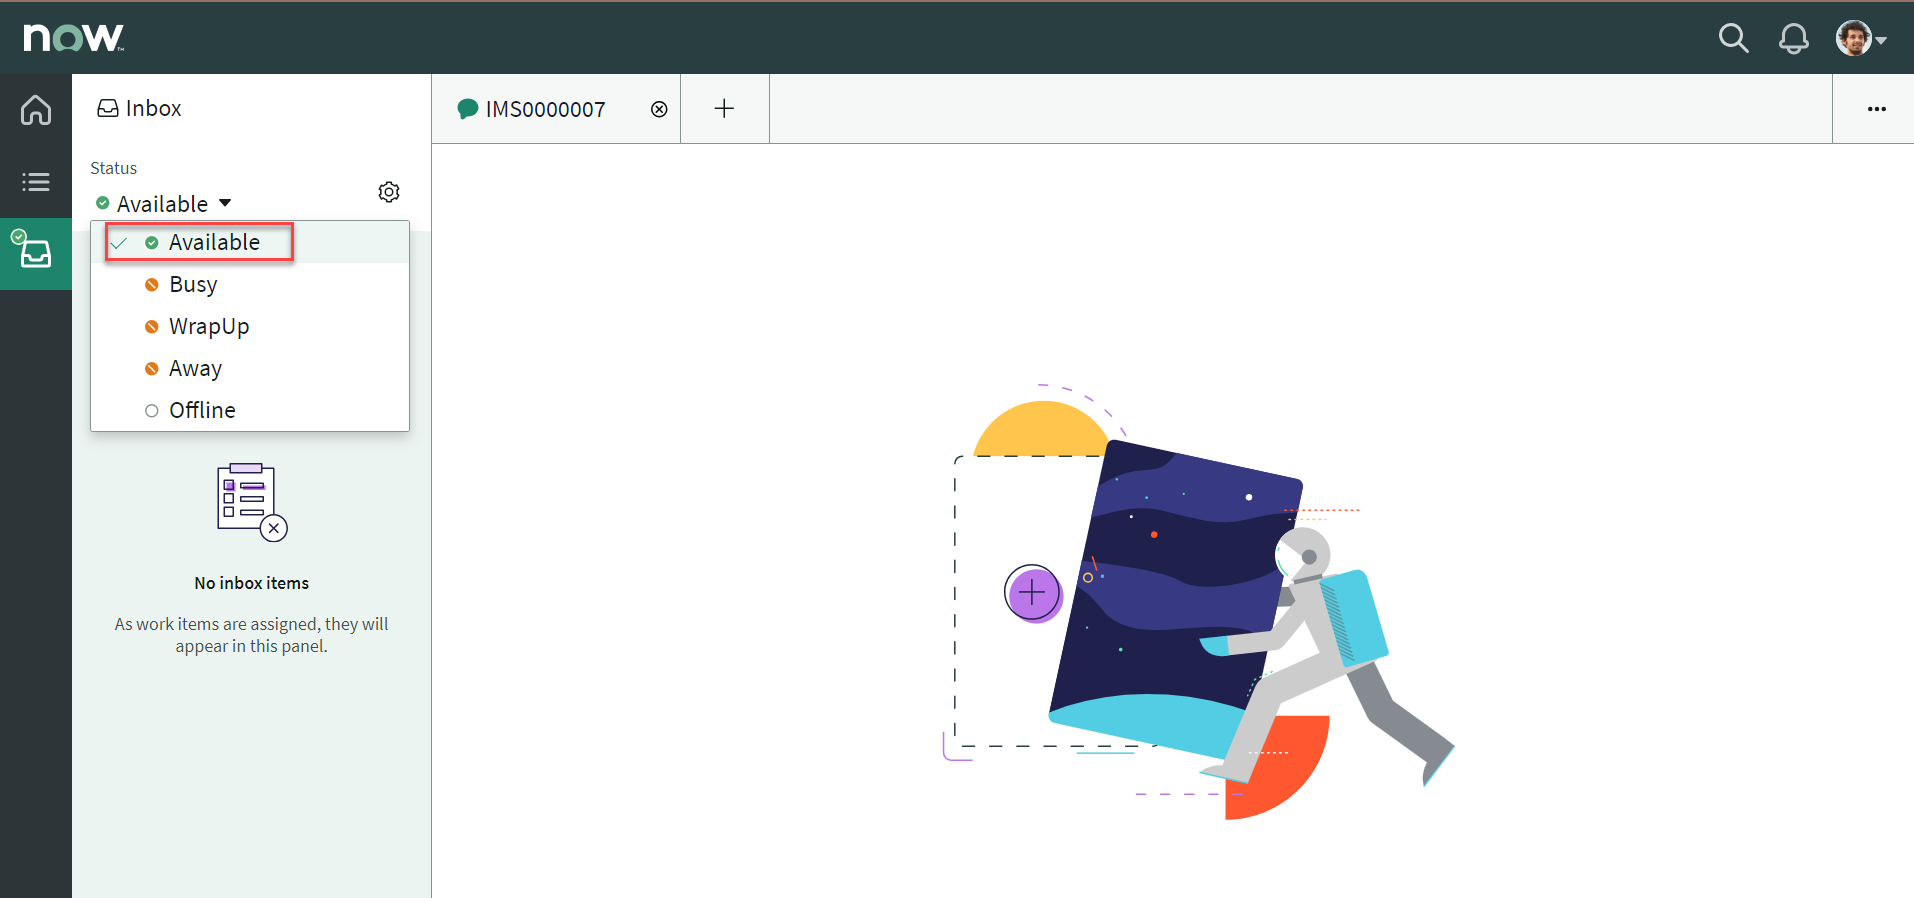 now
Inbox
IMS0000007
Status
Available
Available
Busy
WrapUp
Away
Offline
No inbox items
As work items are assigned, they will
appear in this panel.